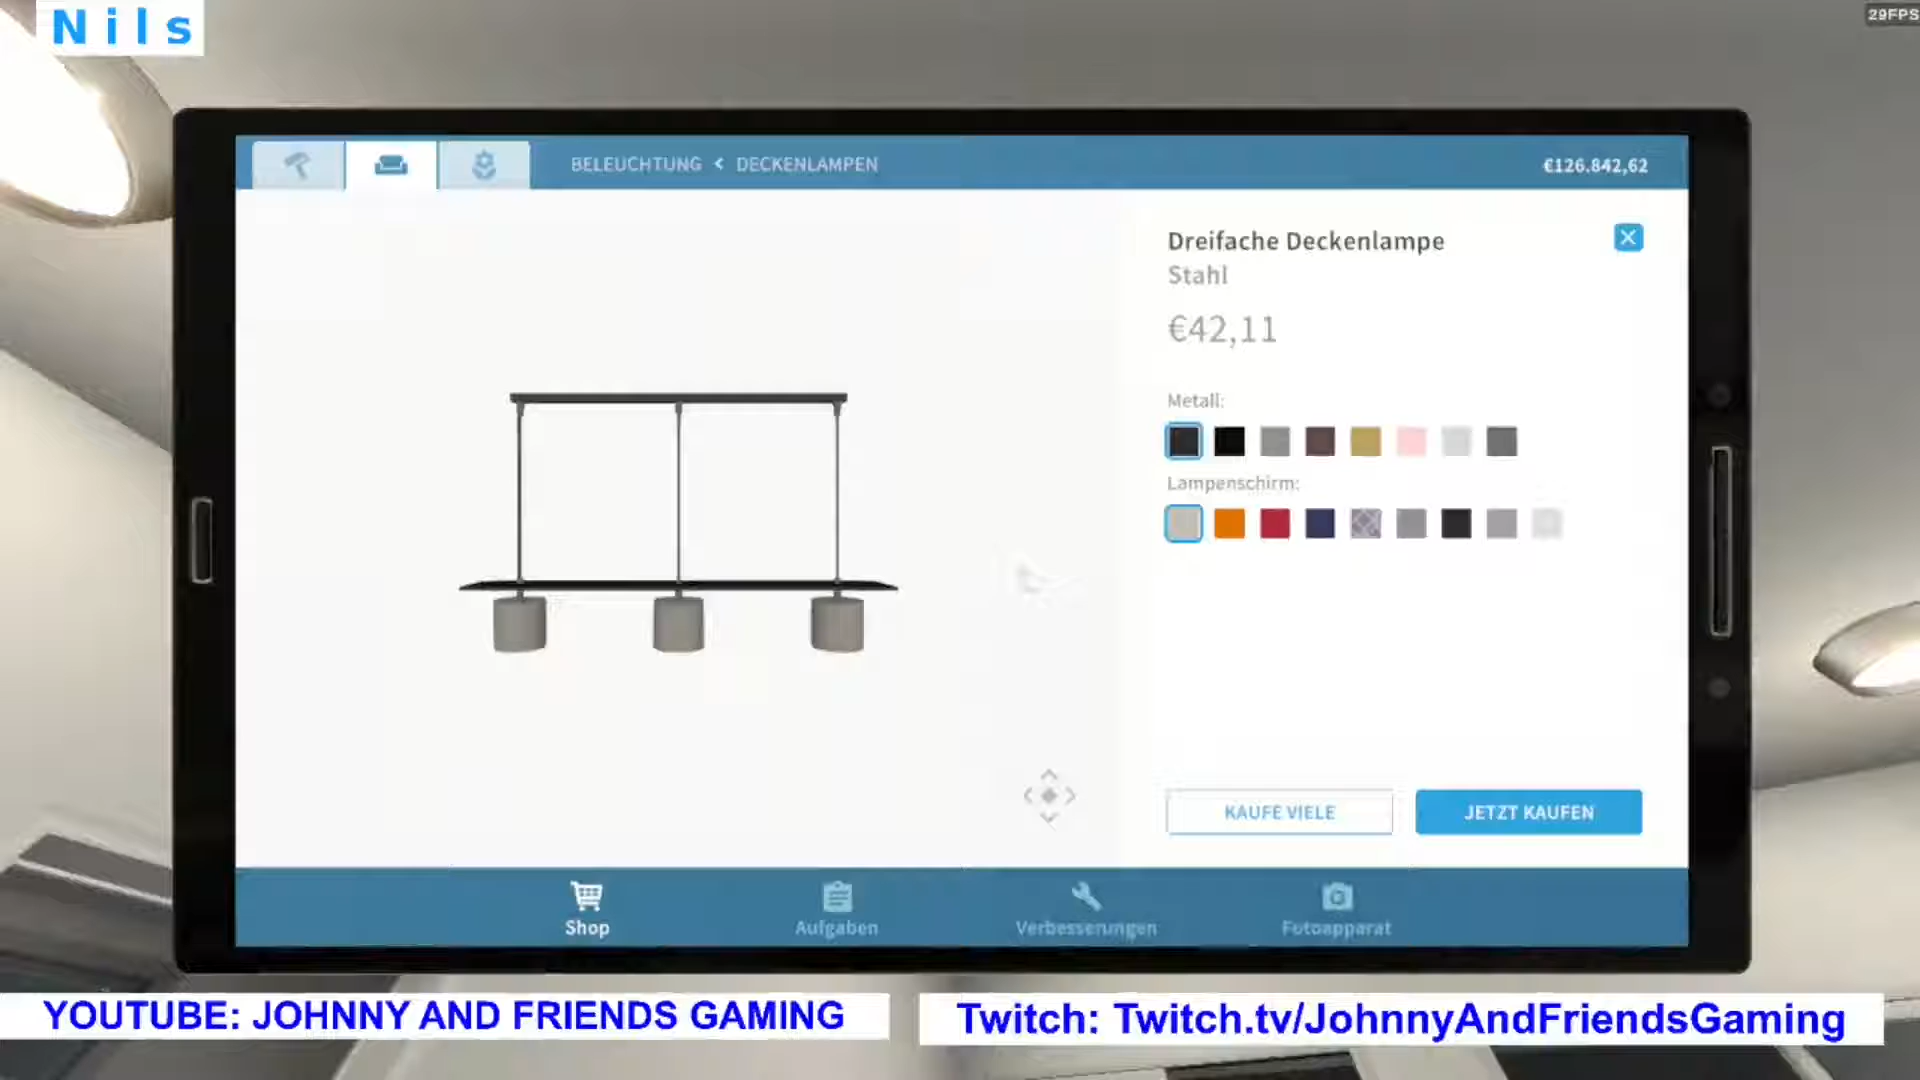 Nils
29FPS
BELEUCHTUNG < DECKENLAMPEN
€126.842,62
Dreifache Deckenlampe
Stahl
€42,11
Metall:
Lampenschirm:
KAUFE VIELE
JETZT KAUFEN
Shop
Aufgaben
Verbesserungen
Fotoapparat
YOUTUBE: JOHNNY AND FRIENDS GAMING
Twitch: Twitch.tv/JohnnyAndFriendsGaming